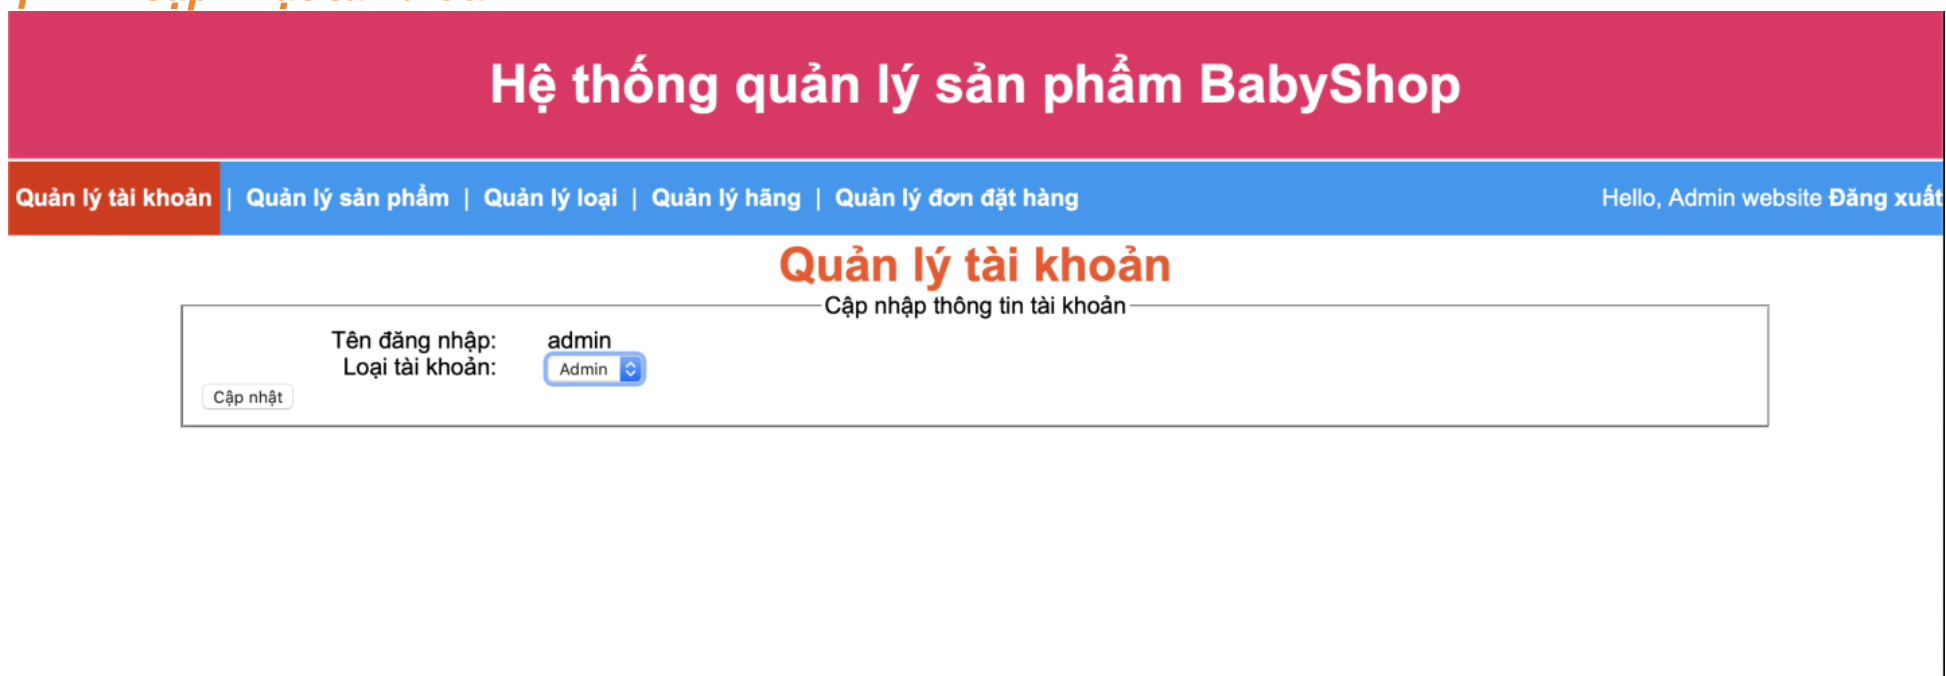 Hệ thống quản lý sản phẩm BabyShop
Quản lý tài khoản | Quản lý sản phẩm | Quản lý loại | Quản lý hãng | Quản lý đơn đặt hàng Hello, Admin website Đăng xuất
Quản lý tài khoản
Cập nhập thông tin tài khoản
Tên đăng nhập: admin
Loại tài khoản: Admin
Cập nhật